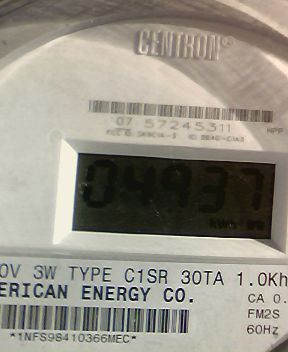 CENTRON®
07 57245311
04937
0V 3W TYPE C1SR 30TA 1.0Kh
ERICAN ENERGY CO.
CA 0.
FM2S
60Hz
*1NFS98410366MEC*